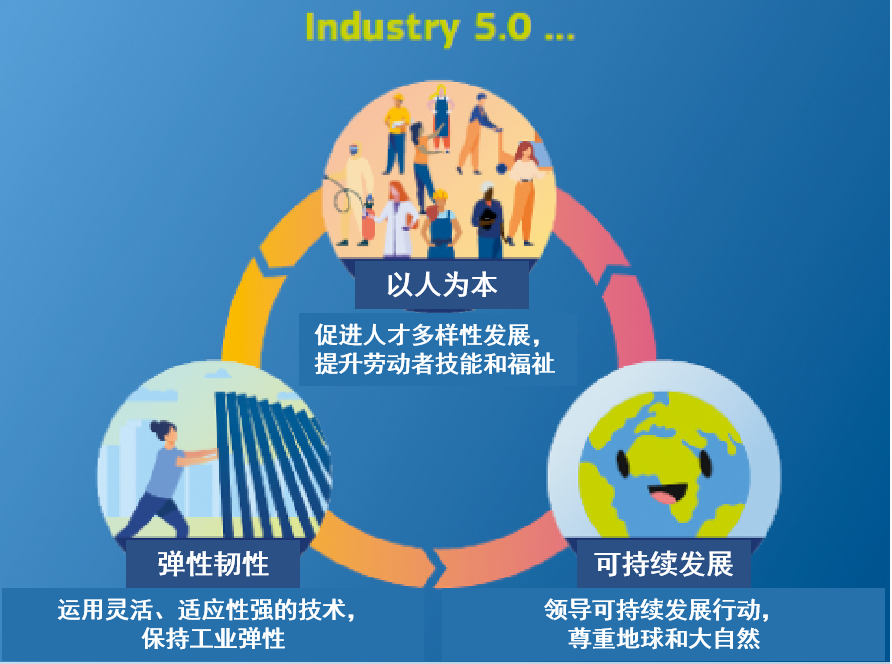 Industry 5.0 ...
以人为本
促进人才多样性发展，
提升劳动者技能和福祉
弹性韧性
运用灵活、适应性强的技术，
保持工业弹性
可持续发展
领导可持续发展行动，
尊重地球和大自然